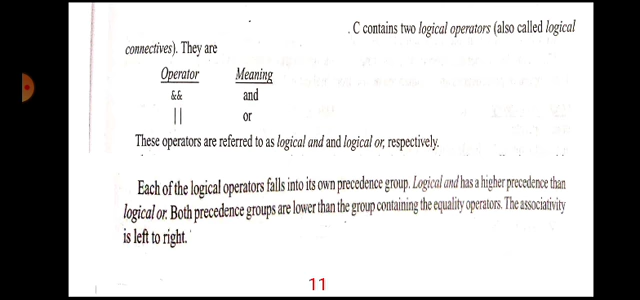 . C contains two logical operators (also called logical
connectives). They are
Operator Meaning
&& and
|| or
These operators are referred to as logical and and logical or, respectively.
Each of the logical operators falls into its own precedence group. Logical and has a higher precedence than
logical or. Both precedence groups are lower than the group containing the equality operators. The associativity
is left to right.
11